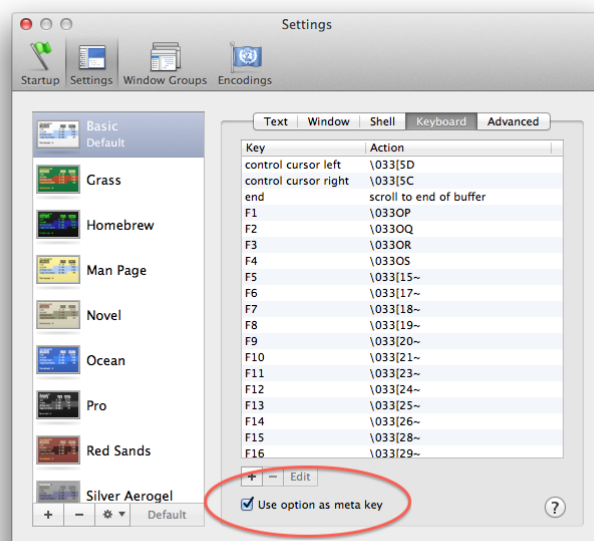 Settings
Startup Settings Window Groups Encodings
Basic
Default
Grass
Homebrew
Man Page
Novel
Ocean
Pro
Red Sands
Silver Aerogel
+ − Default
Text Window Shell Keyboard Advanced
Key Action
control cursor left \033[5D
control cursor right \033[5C
end scroll to end of buffer
F1 \033OP
F2 \033OQ
F3 \033OR
F4 \033OS
F5 \033[15~
F6 \033[17~
F7 \033[18~
F8 \033[19~
F9 \033[20~
F10 \033[21~
F11 \033[23~
F12 \033[24~
F13 \033[25~
F14 \033[26~
F15 \033[28~
F16 \033[29~
+ − Edit
Use option as meta key
?